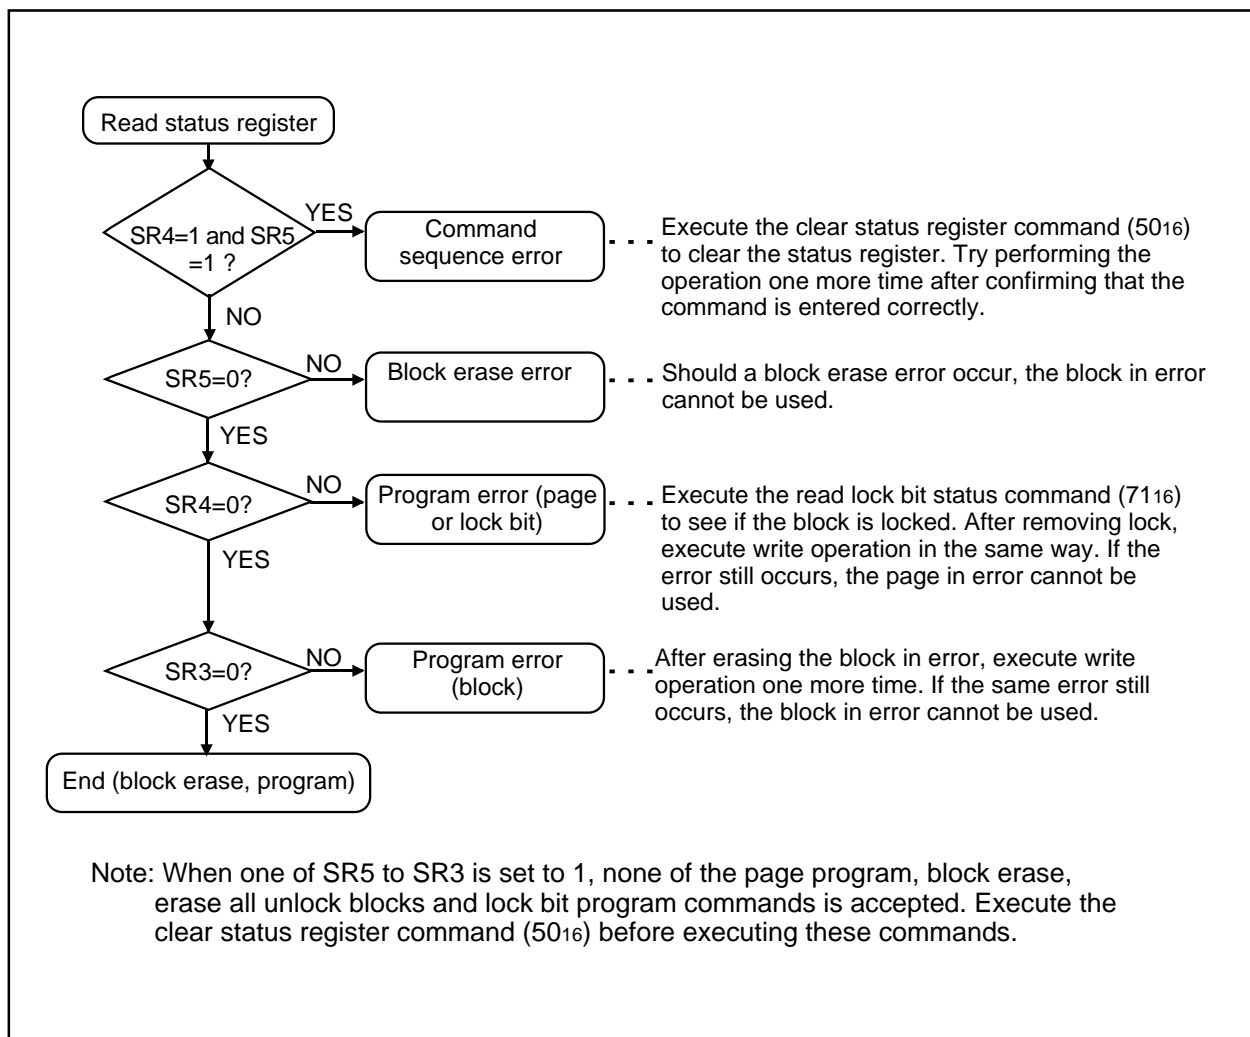 Read status register
SR4=1 and SR5
=1 ?
YES
Command
sequence error
Execute the clear status register command (5016)
to clear the status register. Try performing the
operation one more time after confirming that the
command is entered correctly.
NO
SR5=0?
NO
Block erase error
Should a block erase error occur, the block in error
cannot be used.
YES
SR4=0?
NO
Program error (page
or lock bit)
Execute the read lock bit status command (7116)
to see if the block is locked. After removing lock,
execute write operation in the same way. If the
error still occurs, the page in error cannot be
used.
YES
SR3=0?
NO
Program error
(block)
After erasing the block in error, execute write
operation one more time. If the same error still
occurs, the block in error cannot be used.
YES
End (block erase, program)
Note: When one of SR5 to SR3 is set to 1, none of the page program, block erase,
erase all unlock blocks and lock bit program commands is accepted. Execute the
clear status register command (5016) before executing these commands.